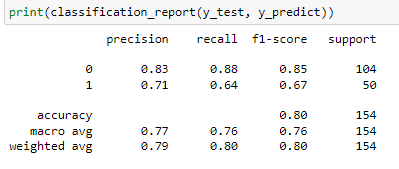 print(classification_report(y_test, y_predict))
precision recall f1-score support
0 0.83 0.88 0.85 104
1 0.71 0.64 0.67 50
accuracy 0.80 154
macro avg 0.77 0.76 0.76 154
weighted avg 0.79 0.80 0.80 154